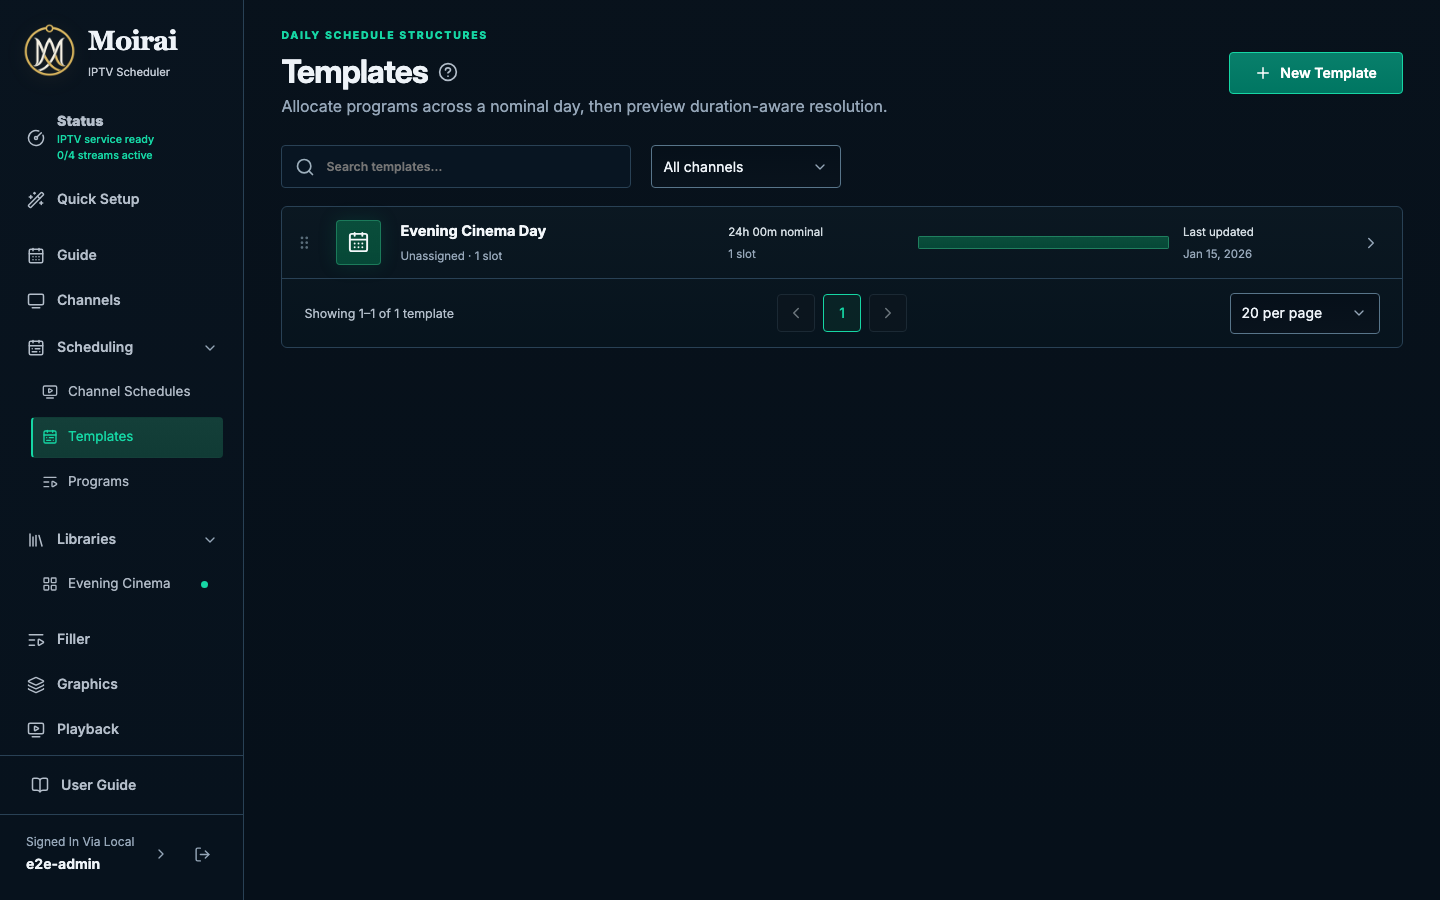 Moirai
IPTV Scheduler
Status
IPTV service ready
0/4 streams active
Quick Setup
Guide
Channels
Scheduling
Channel Schedules
Templates
Programs
Libraries
Evening Cinema
Filler
Graphics
Playback
User Guide
Signed In Via Local
e2e-admin
DAILY SCHEDULE STRUCTURES
Templates
Allocate programs across a nominal day, then preview duration-aware resolution.
New Template
Search templates...
All channels
Evening Cinema Day
Unassigned · 1 slot
24h 00m nominal
1 slot
Last updated
Jan 15, 2026
Showing 1–1 of 1 template
1
20 per page